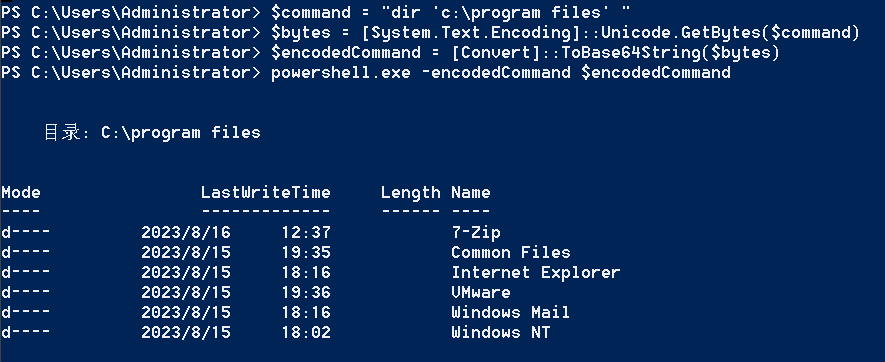 PS C:\Users\Administrator> $command = "dir 'c:\program files' "
PS C:\Users\Administrator> $bytes = [System.Text.Encoding]::Unicode.GetBytes($command)
PS C:\Users\Administrator> $encodedCommand = [Convert]::ToBase64String($bytes)
PS C:\Users\Administrator> powershell.exe -encodedCommand $encodedCommand
目录: C:\program files
Mode LastWriteTime Length Name
---- ------------- ------ ----
d---- 2023/8/16 12:37 7-Zip
d---- 2023/8/15 19:35 Common Files
d---- 2023/8/15 18:16 Internet Explorer
d---- 2023/8/15 19:36 VMware
d---- 2023/8/15 18:16 Windows Mail
d---- 2023/8/15 18:02 Windows NT